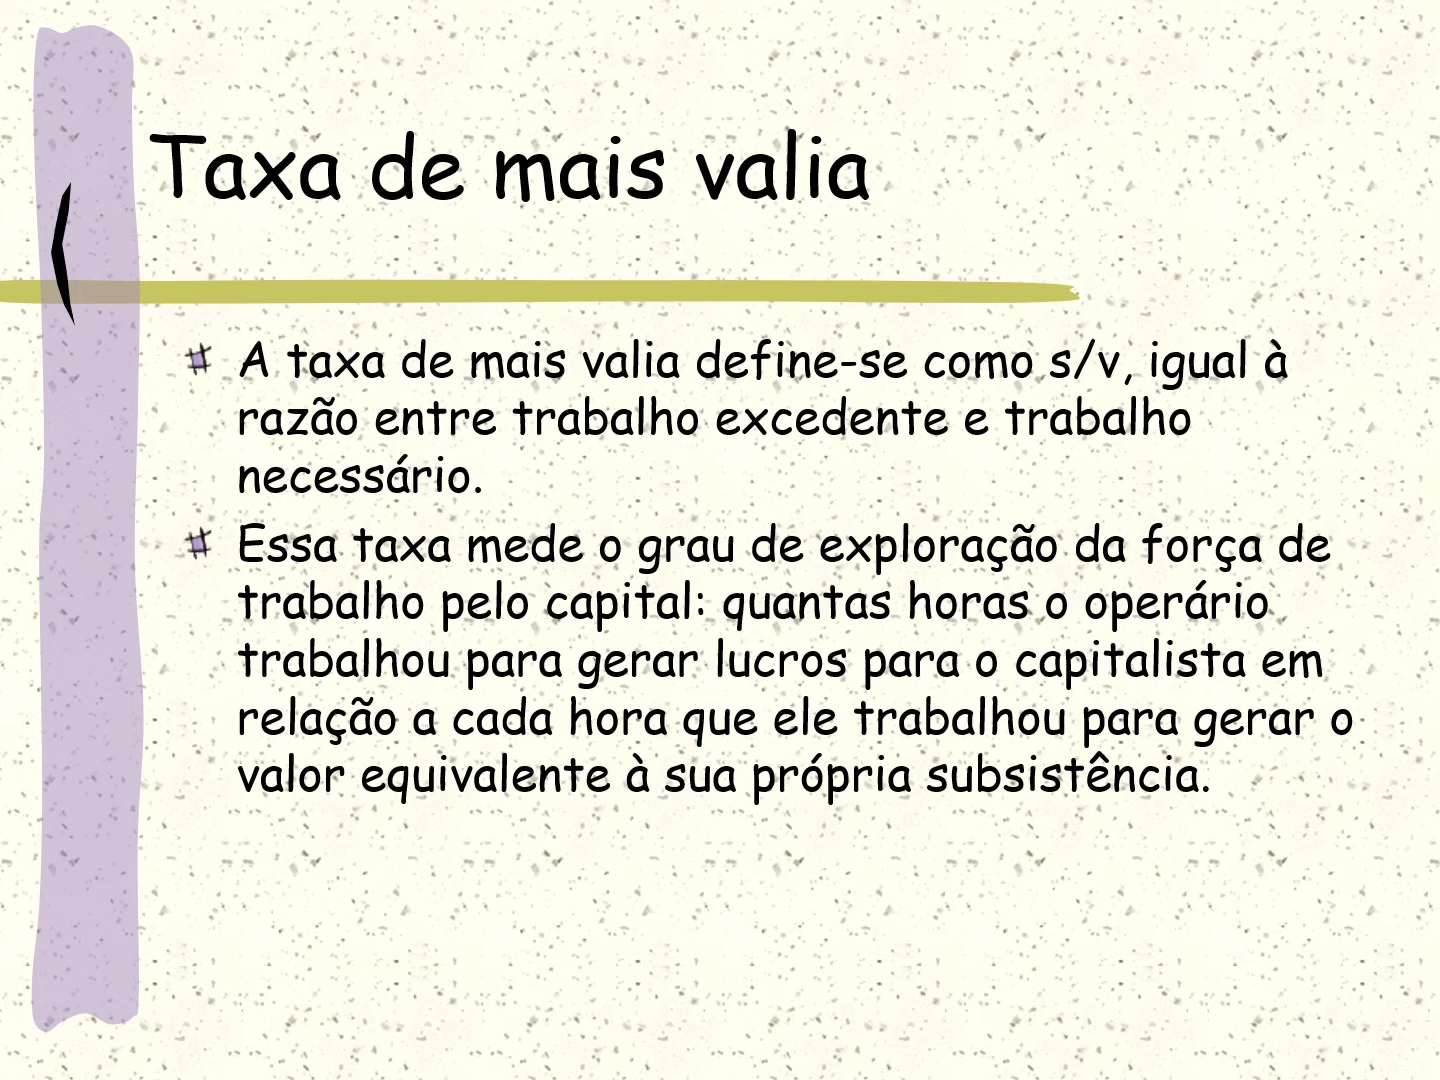 Taxa de mais valia
A taxa de mais valia define-se como s/v, igual à
razão entre trabalho excedente e trabalho
necessário.
Essa taxa mede o grau de exploração da força de
trabalho pelo capital: quantas horas o operário
trabalhou para gerar lucros para o capitalista em
relação a cada hora que ele trabalhou para gerar o
valor equivalente à sua própria subsistência.